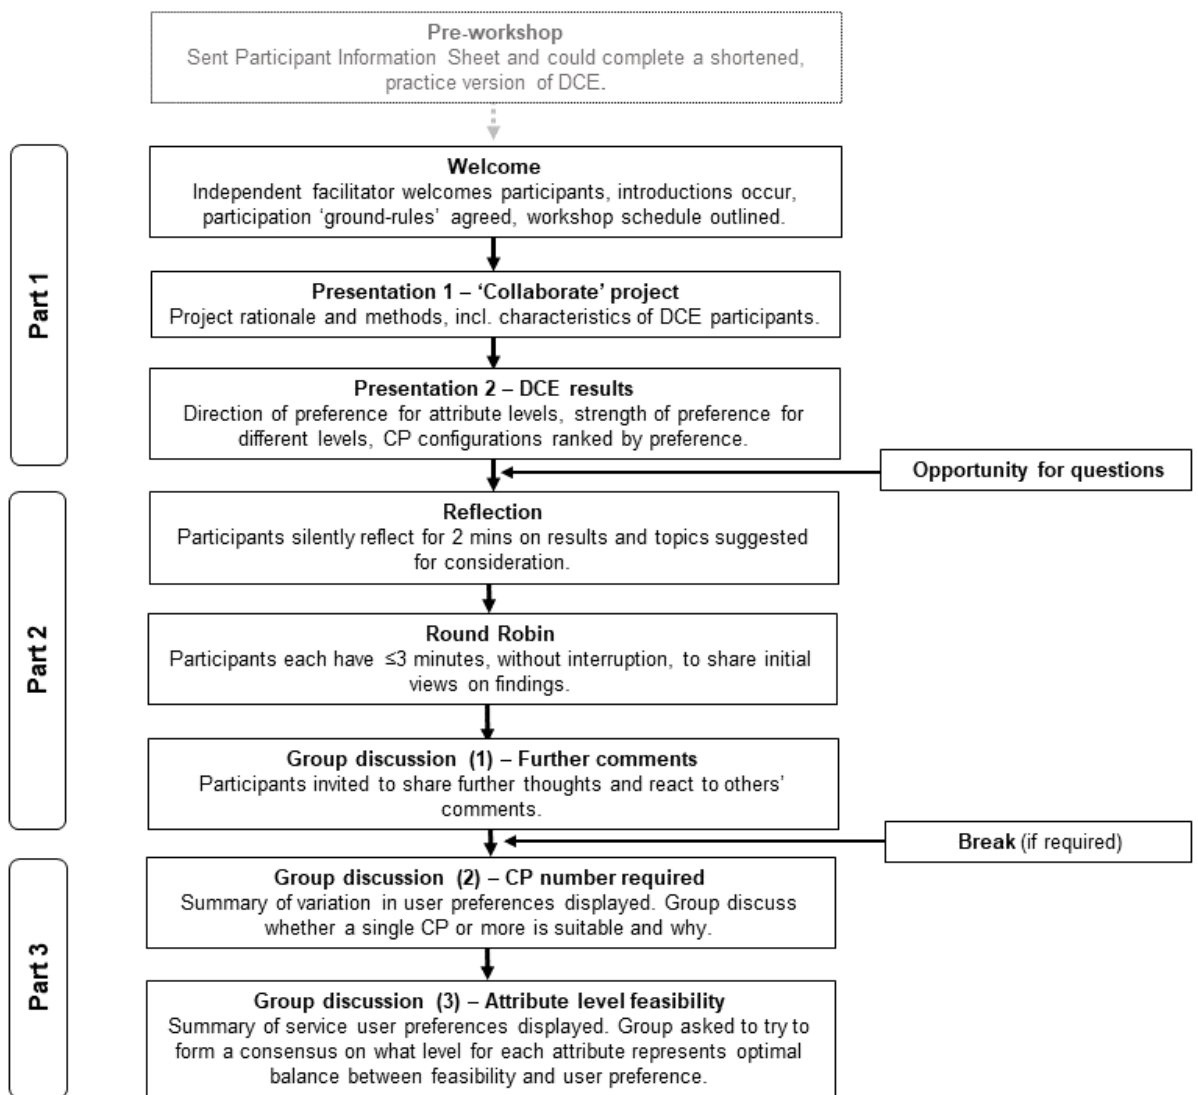 Pre-workshop
Sent Participant Information Sheet and could complete a shortened,
practice version of DCE.
Part 1
Welcome
Independent facilitator welcomes participants, introductions occur,
participation ‘ground-rules’ agreed, workshop schedule outlined.
Presentation 1 – ‘Collaborate’ project
Project rationale and methods, incl. characteristics of DCE participants.
Presentation 2 – DCE results
Direction of preference for attribute levels, strength of preference for
different levels, CP configurations ranked by preference.
Opportunity for questions
Part 2
Reflection
Participants silently reflect for 2 mins on results and topics suggested
for consideration.
Round Robin
Participants each have ≤3 minutes, without interruption, to share initial
views on findings.
Group discussion (1) – Further comments
Participants invited to share further thoughts and react to others’
comments.
Break (if required)
Part 3
Group discussion (2) – CP number required
Summary of variation in user preferences displayed. Group discuss
whether a single CP or more is suitable and why.
Group discussion (3) – Attribute level feasibility
Summary of service user preferences displayed. Group asked to try to
form a consensus on what level for each attribute represents optimal
balance between feasibility and user preference.